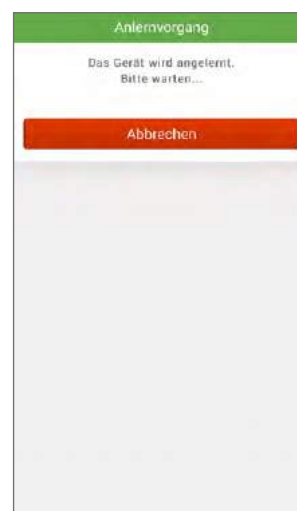 Anlernvorgang
Das Gerät wird angelernt.
Bitte warten...
Abbrechen